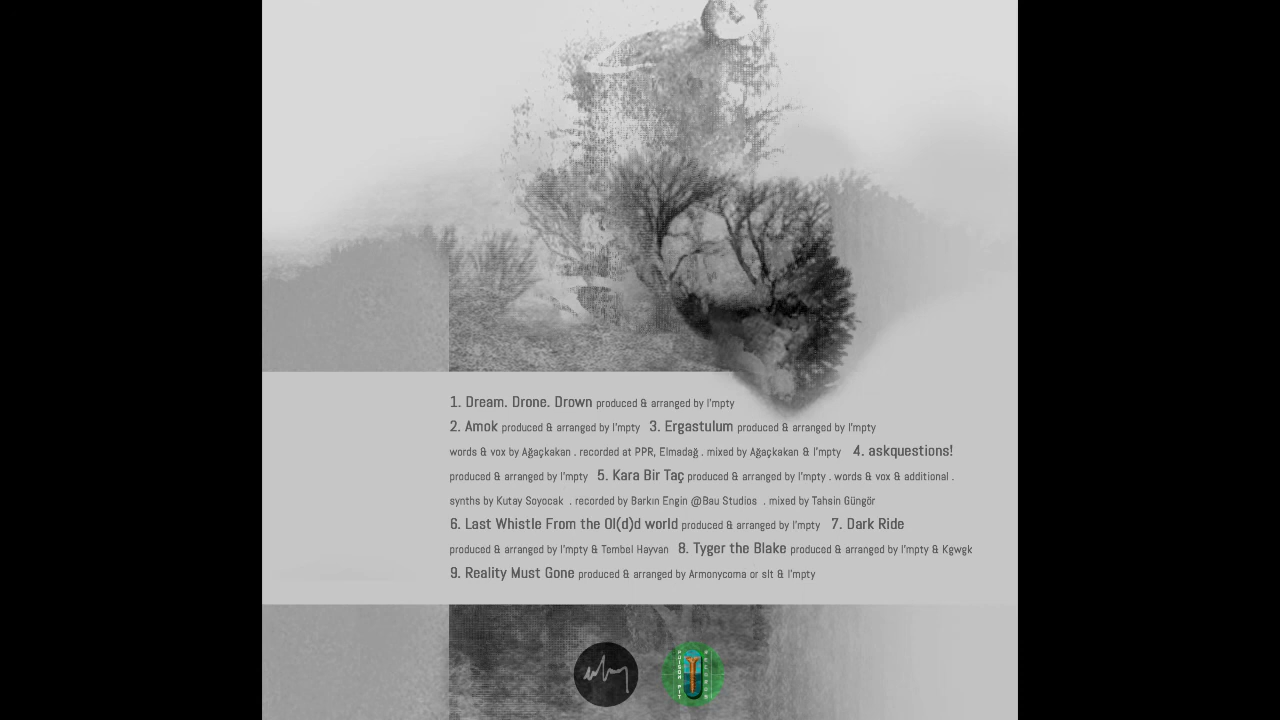 1. Dream. Drone. Drown produced & arranged by I'mpty
2. Amok produced & arranged by I'mpty 3. Ergastulum produced & arranged by I'mpty
words & vox by Ağaçkakan . recorded at PPR, Elmadağ . mixed by Ağaçkakan & I'mpty 4. askquestions!
produced & arranged by I'mpty 5. Kara Bir Taç produced & arranged by I'mpty . words & vox & additional .
synths by Kutay Soyocak . recorded by Barkın Engin @Bau Studios . mixed by Tahsin Güngör
6. Last Whistle From the Ol(d)d world produced & arranged by I'mpty 7. Dark Ride
produced & arranged by I'mpty & Tembel Hayvan 8. Tyger the Blake produced & arranged by I'mpty & Kgwgk
9. Reality Must Gone produced & arranged by Armonycoma or slt & I'mpty
POISON PIT
RECORDS